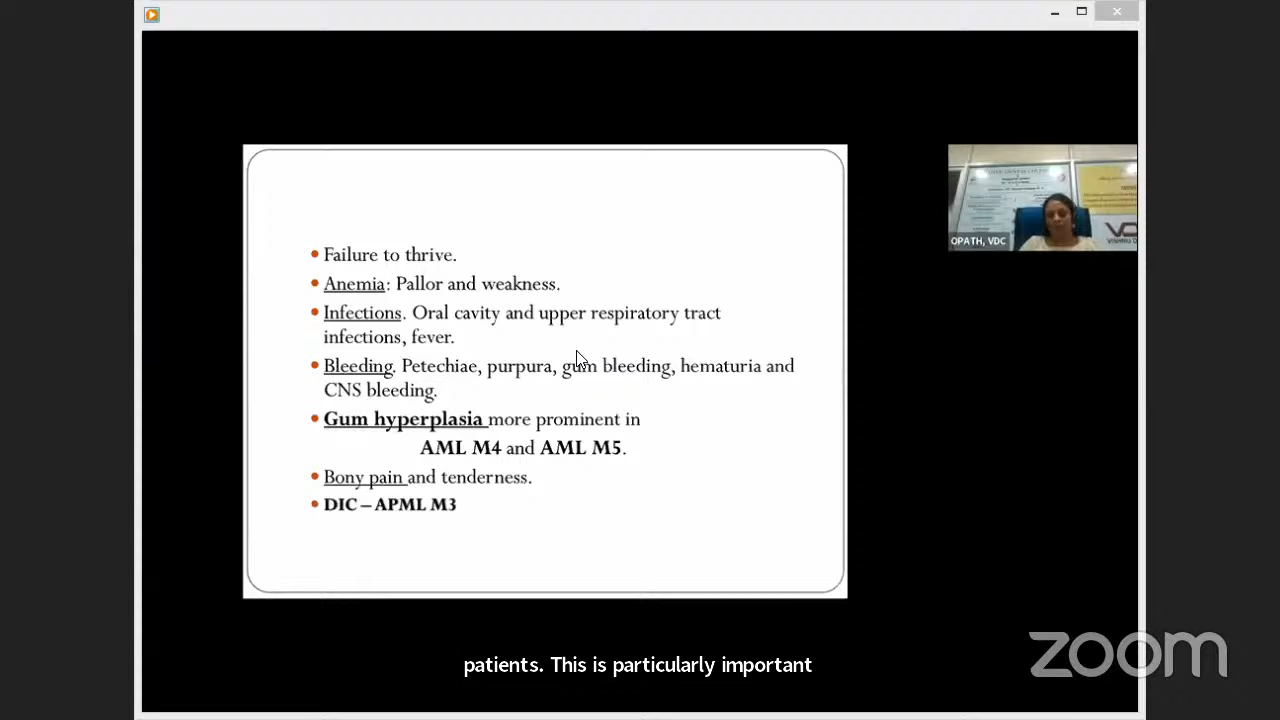 • Failure to thrive.
• Anemia: Pallor and weakness.
• Infections. Oral cavity and upper respiratory tract
infections, fever.
• Bleeding. Petechiae, purpura, gum bleeding, hematuria and
CNS bleeding.
• Gum hyperplasia more prominent in
AML M4 and AML M5.
• Bony pain and tenderness.
• DIC – APML M3
OPATH, VDC
patients. This is particularly important
zoom